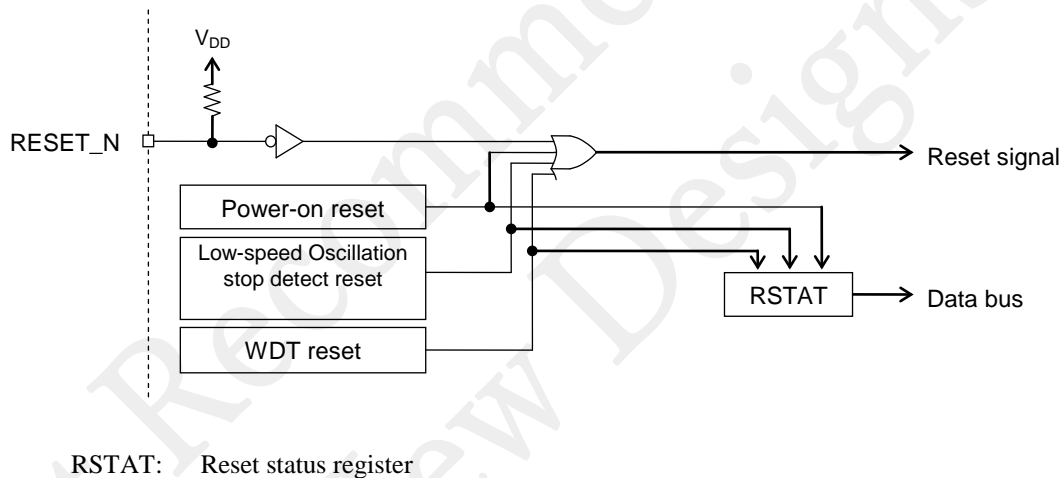 VDD
RESET_N
Reset signal
Power-on reset
Low-speed Oscillation
stop detect reset
RSTAT
Data bus
WDT reset
RSTAT: Reset status register